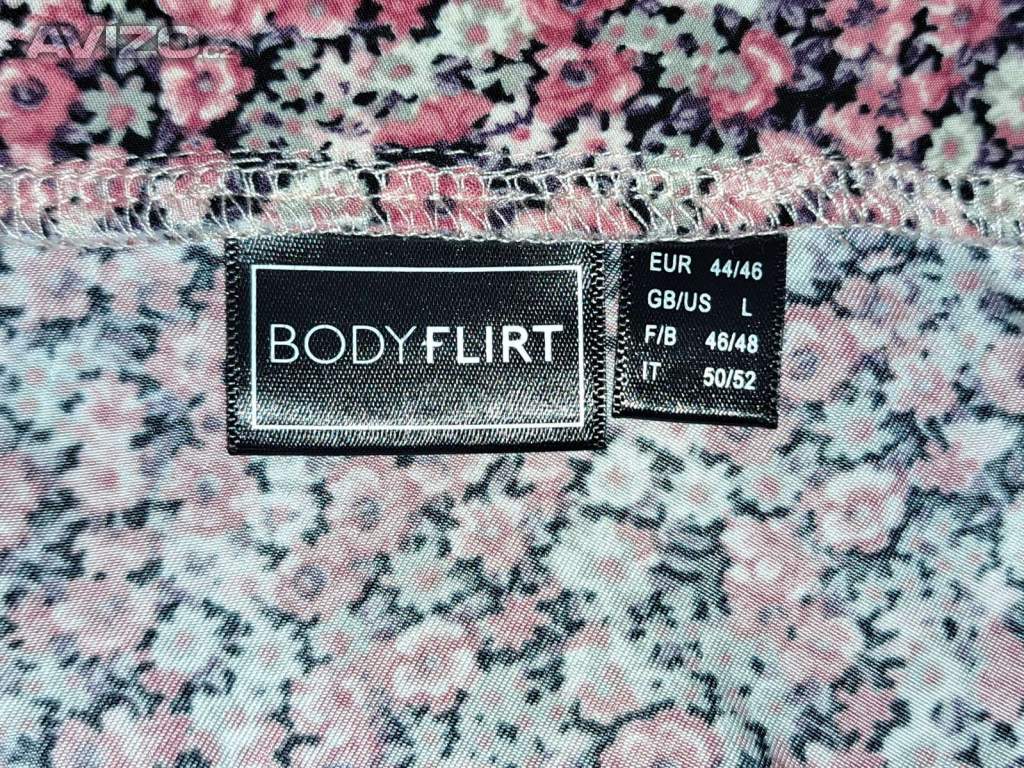 AVIZO.cz
BODYFLIRT
EUR 44/46
GB/US L
F/B 46/48
IT 50/52